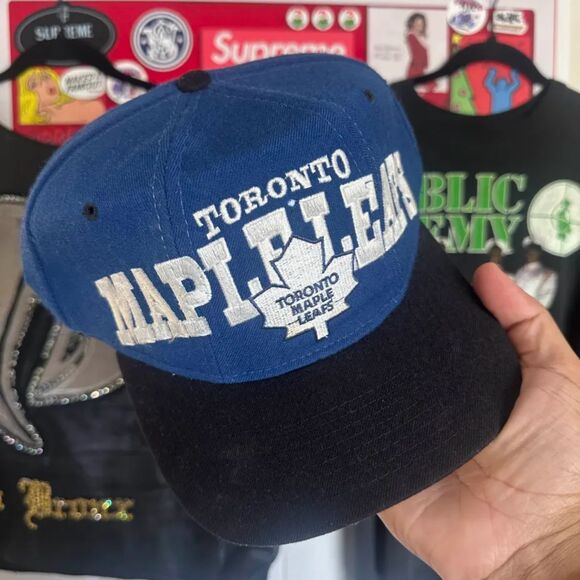 SUPREME
Supreme
TORONTO
MAPLE LEAFS
TORONTO
MAPLE
LEAFS
BLIC
EMY
Bronx